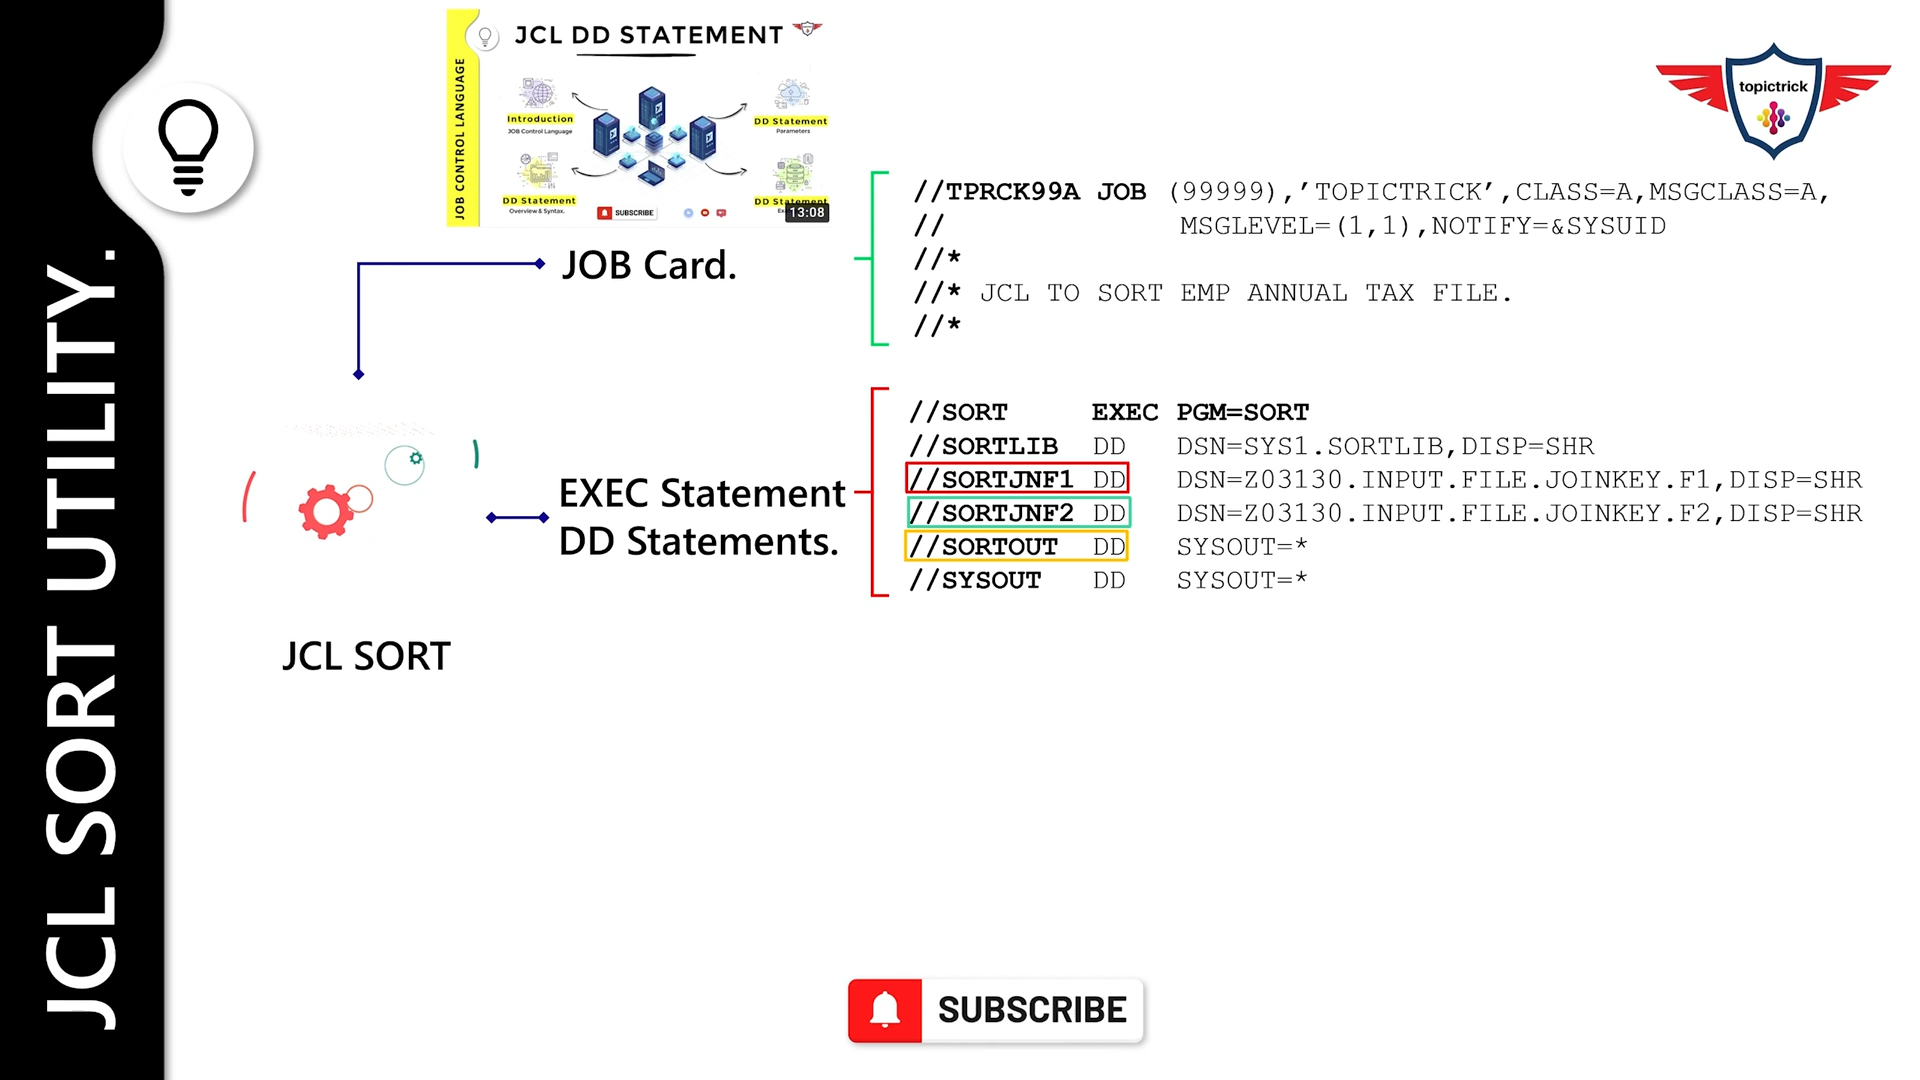 JCL SORT UTILITY.
JOB CONTROL LANGUAGE
JCL DD STATEMENT
Introduction
JOB Control Language
DD Statement
Parameters
DD Statement
Overview & Syntax.
DD Statement
SUBSCRIBE
13:08
topictrick
JOB Card.
//TPRCK99A JOB (99999),’TOPICTRICK’,CLASS=A,MSGCLASS=A,
// MSGLEVEL=(1,1),NOTIFY=&SYSUID
//*
//* JCL TO SORT EMP ANNUAL TAX FILE.
//*
EXEC Statement
DD Statements.
//SORT EXEC PGM=SORT
//SORTLIB DD DSN=SYS1.SORTLIB,DISP=SHR
//SORTJNF1 DD DSN=Z03130.INPUT.FILE.JOINKEY.F1,DISP=SHR
//SORTJNF2 DD DSN=Z03130.INPUT.FILE.JOINKEY.F2,DISP=SHR
//SORTOUT DD SYSOUT=*
//SYSOUT DD SYSOUT=*
JCL SORT
SUBSCRIBE